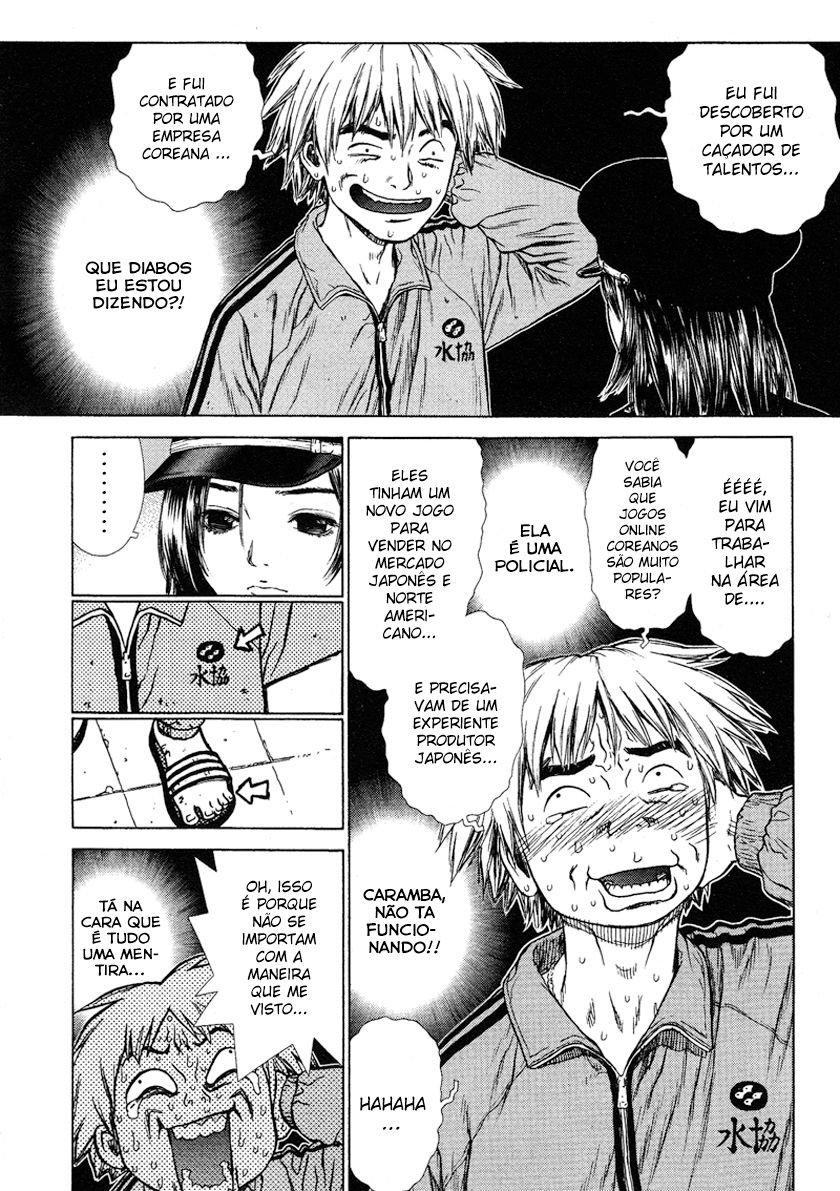 EU FUI
DESCOBERTO
POR UM
CAÇADOR DE
TALENTOS...
E FUI
CONTRATADO
POR UMA
EMPRESA
COREANA ...
QUE DIABOS
EU ESTOU
DIZENDO?!
水協
ÉÉÉÉ,
EU VIM
PARA
TRABA-
LHAR
NA ÁREA
DE....
VOCÊ
SABIA
QUE
JOGOS
ONLINE
COREANOS
SÃO MUITO
POPULA-
RES?
ELA
É UMA
POLICIAL.
ELES
TINHAM UM
NOVO JOGO
PARA
VENDER NO
MERCADO
JAPONÊS E
NORTE
AMERI-
CANO...
E PRECISA-
VAM DE UM
EXPERIENTE
PRODUTOR
JAPONÊS...
CARAMBA,
NÃO TA
FUNCIO-
NANDO!!
HAHAHA
...
水協
........
水協
OH, ISSO
É PORQUE
NÃO SE
IMPORTAM
COM A
MANEIRA
QUE ME
VISTO...
TÁ NA
CARA QUE
É TUDO
UMA MEN-
TIRA...